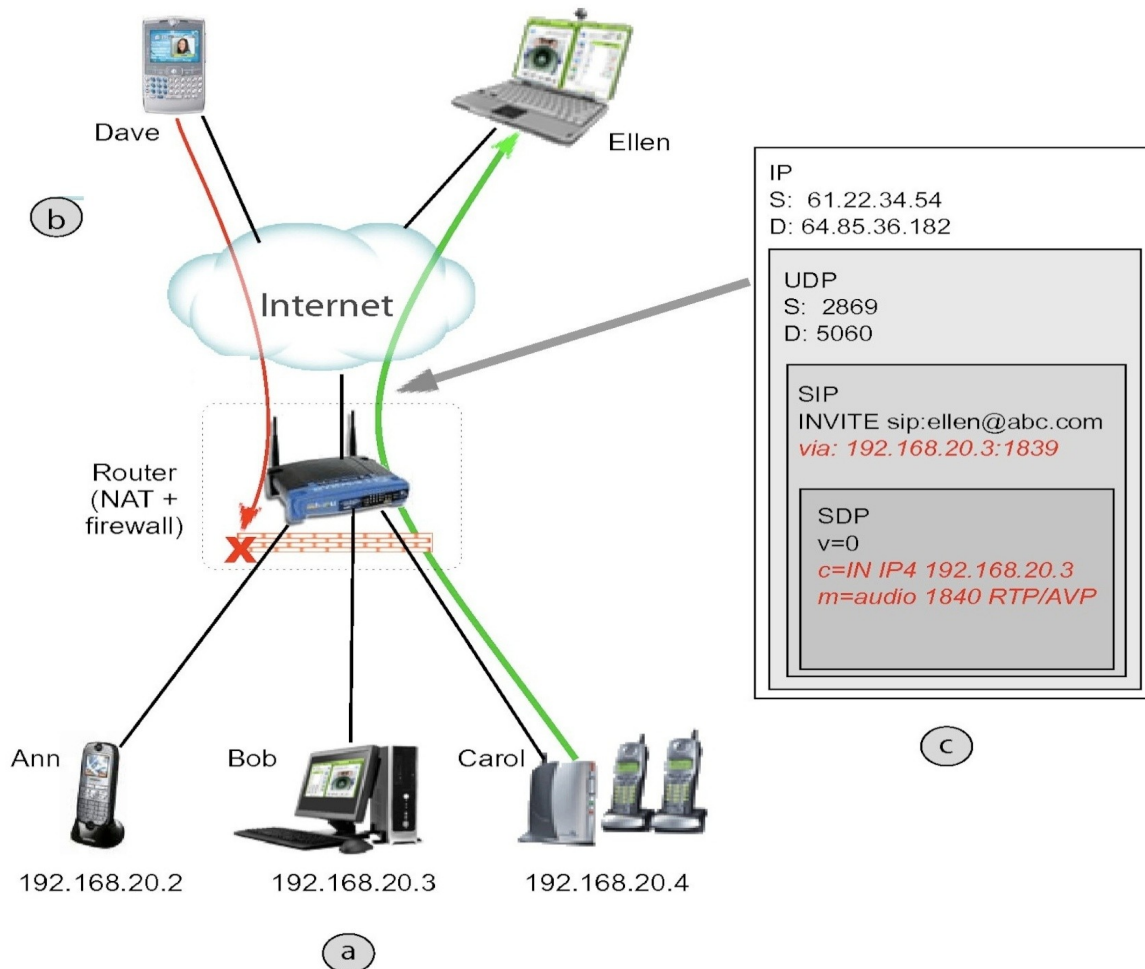 Dave
Ellen
b
Internet
Router
(NAT +
firewall)
X
Ann
Bob
Carol
192.168.20.2
192.168.20.3
192.168.20.4
a
IP
S: 61.22.34.54
D: 64.85.36.182
UDP
S: 2869
D: 5060
SIP
INVITE sip:ellen@abc.com
via: 192.168.20.3:1839
SDP
v=0
c=IN IP4 192.168.20.3
m=audio 1840 RTP/AVP
c